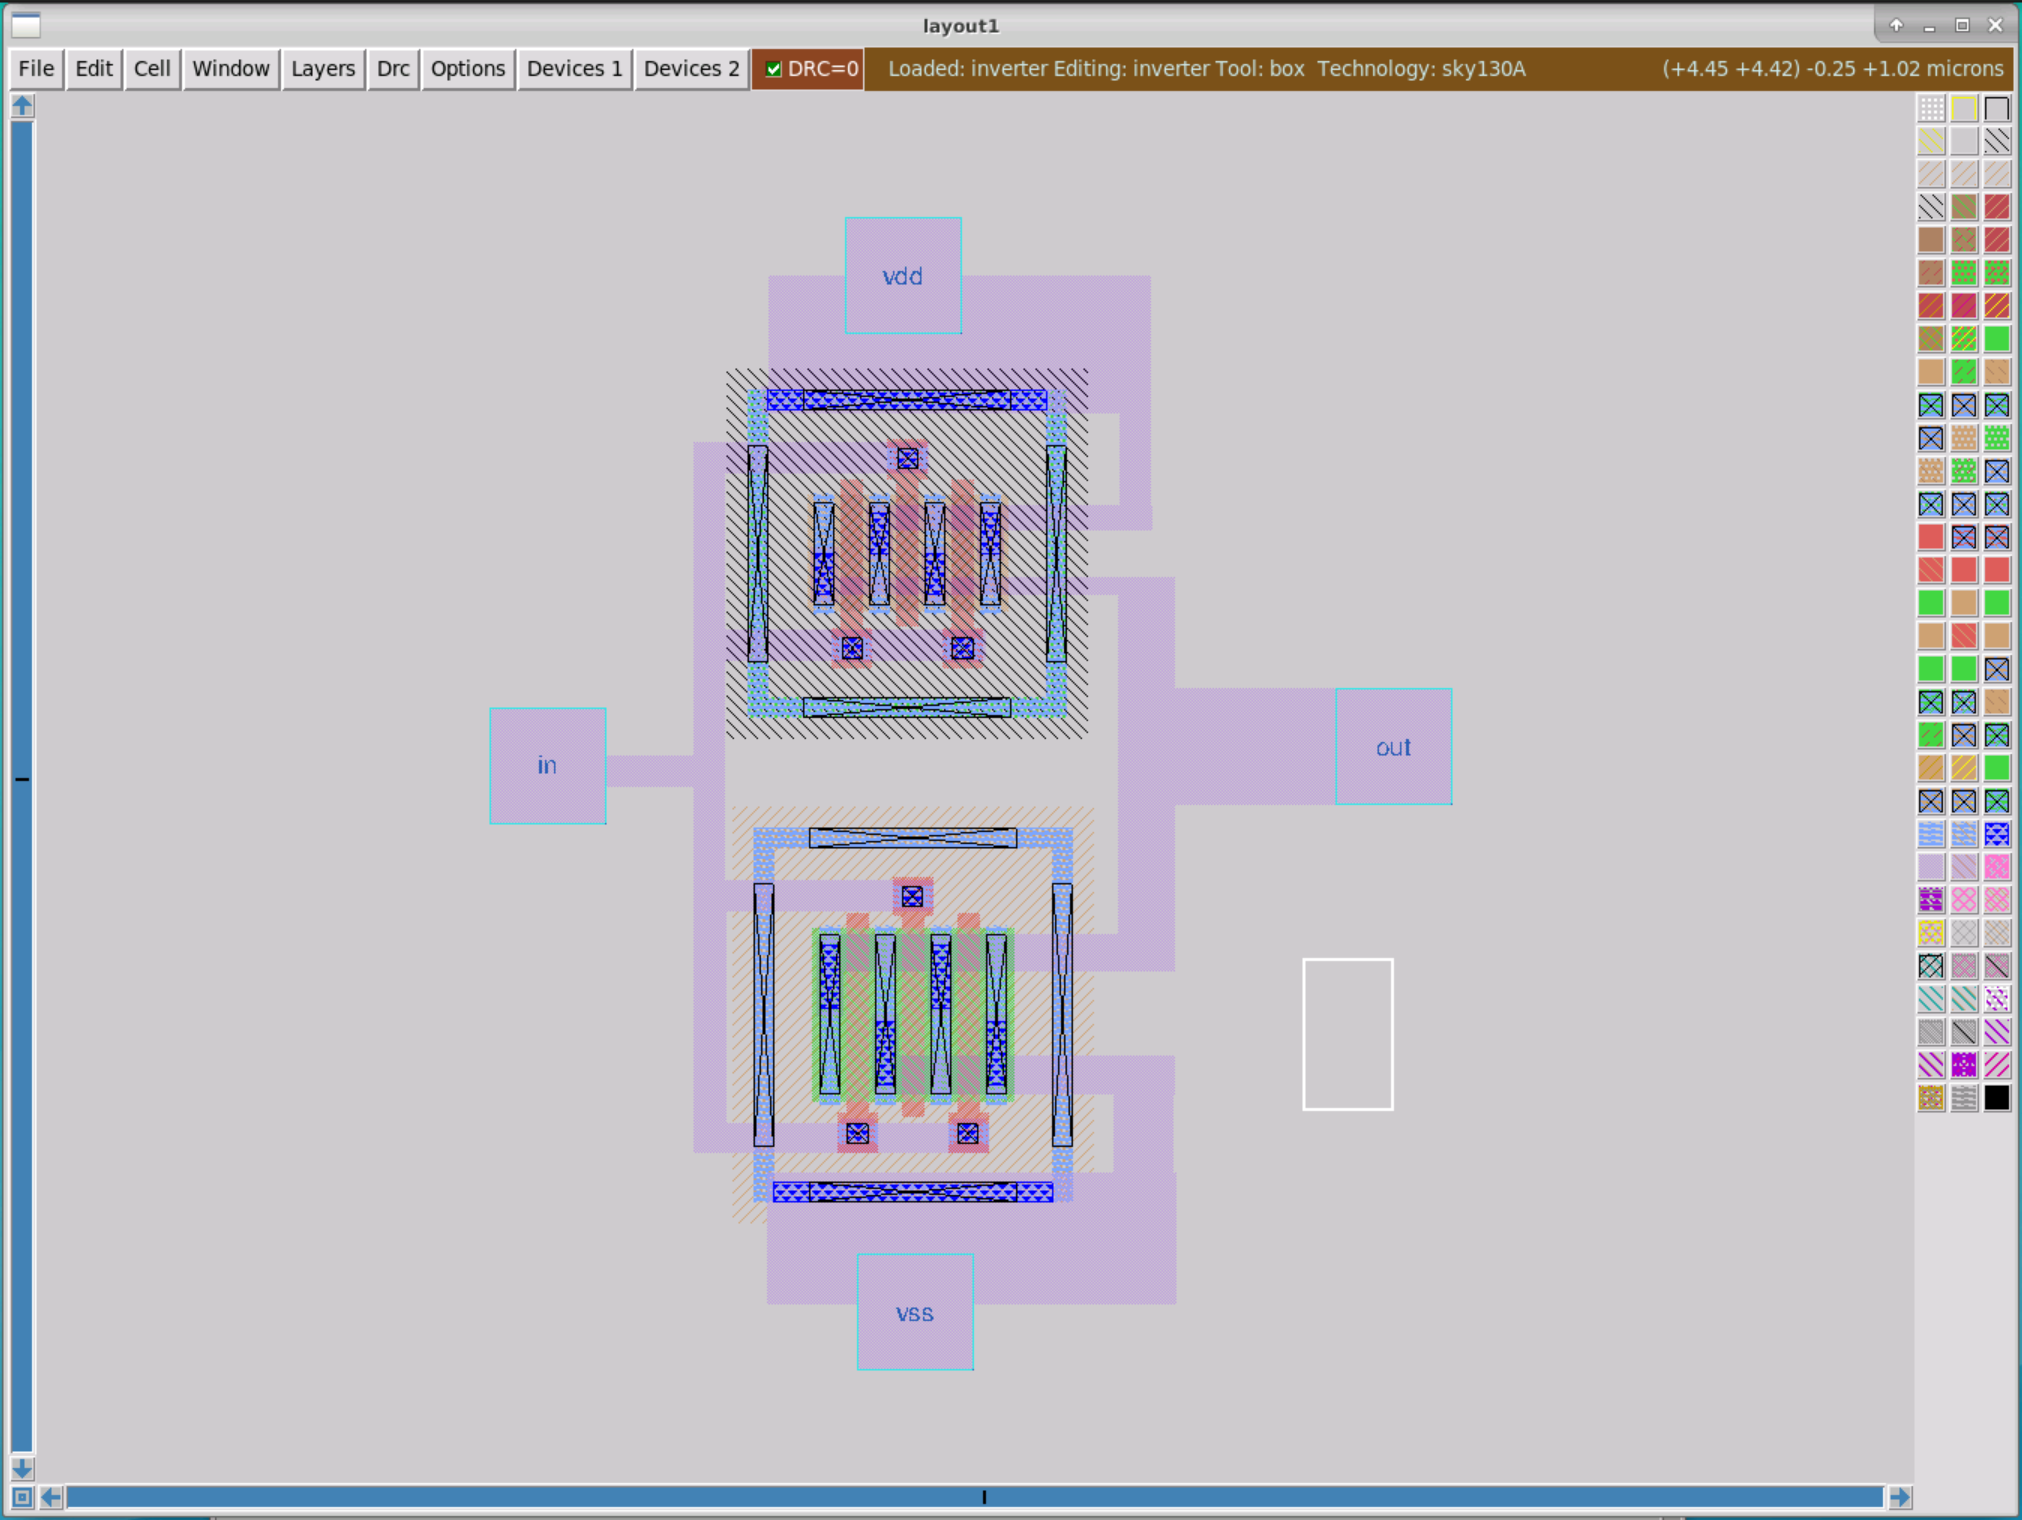 layout1
File Edit Cell Window Layers Drc Options Devices 1 Devices 2 DRC=0 Loaded: inverter Editing: inverter Tool: box Technology: sky130A (+4.45 +4.42) -0.25 +1.02 microns
vdd
out
in
vss